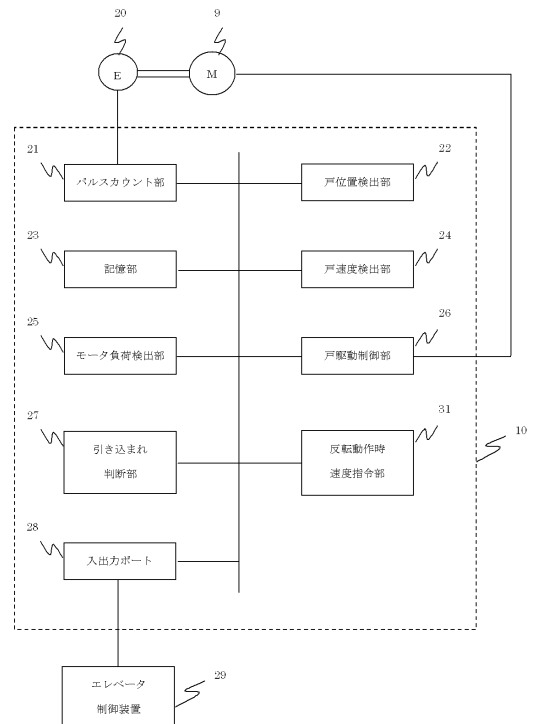 20
9
E
M
21
パルスカウント部
22
戸位置検出部
23
記憶部
24
戸速度検出部
25
モータ負荷検出部
26
戸駆動制御部
27
引き込まれ
判断部
31
反転動作時
速度指令部
10
28
入出力ポート
29
エレベータ
制御装置